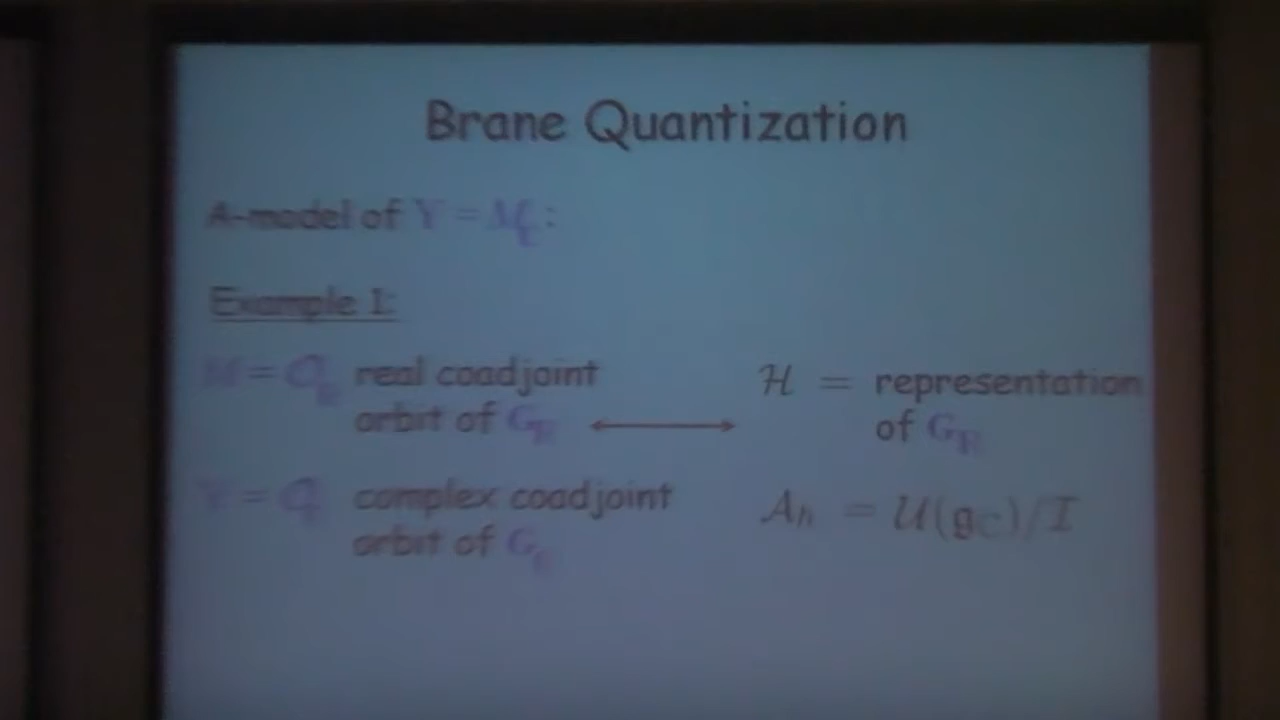 Brane Quantization
A-model of Y = M_C :
Example 1:
M = O_R real coadjoint
orbit of G_R
ℋ = representation
of G_R
Y = O_C complex coadjoint
orbit of G_C
𝒜_ħ = 𝒰(𝔤_C)/ℐ